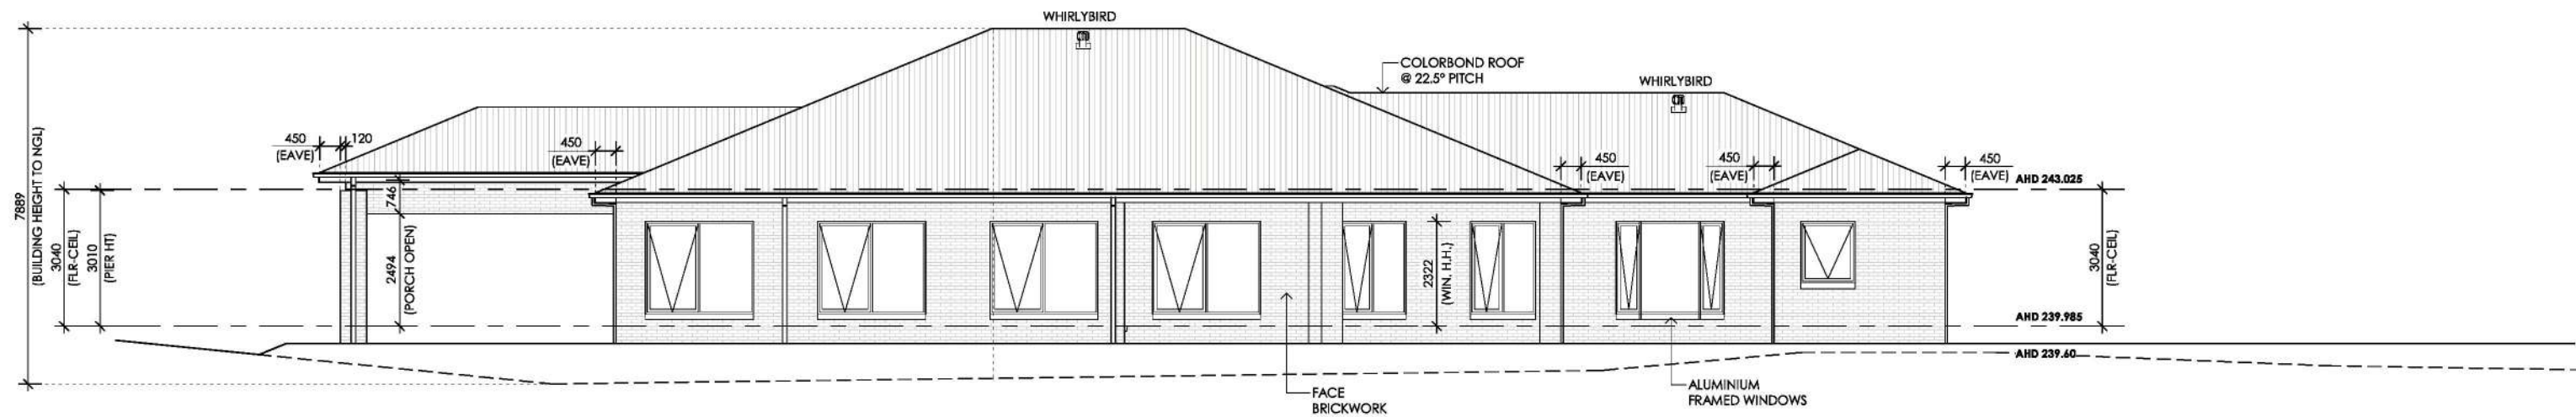 WHIRLYBIRD
COLORBOND ROOF
@ 22.5° PITCH
WHIRLYBIRD
450
(EAVE)
120
450
(EAVE)
450
(EAVE)
450
(EAVE)
450
(EAVE)
AHD 243.025
7889
(BUILDING HEIGHT TO NGL)
3040
(FLR-CEIL)
3010
(PIER HT)
746
2494
(PORCH OPEN)
2322
(WIN. H.H.)
3040
(FLR-CEIL)
AHD 239.985
AHD 239.60
FACE
BRICKWORK
ALUMINIUM
FRAMED WINDOWS